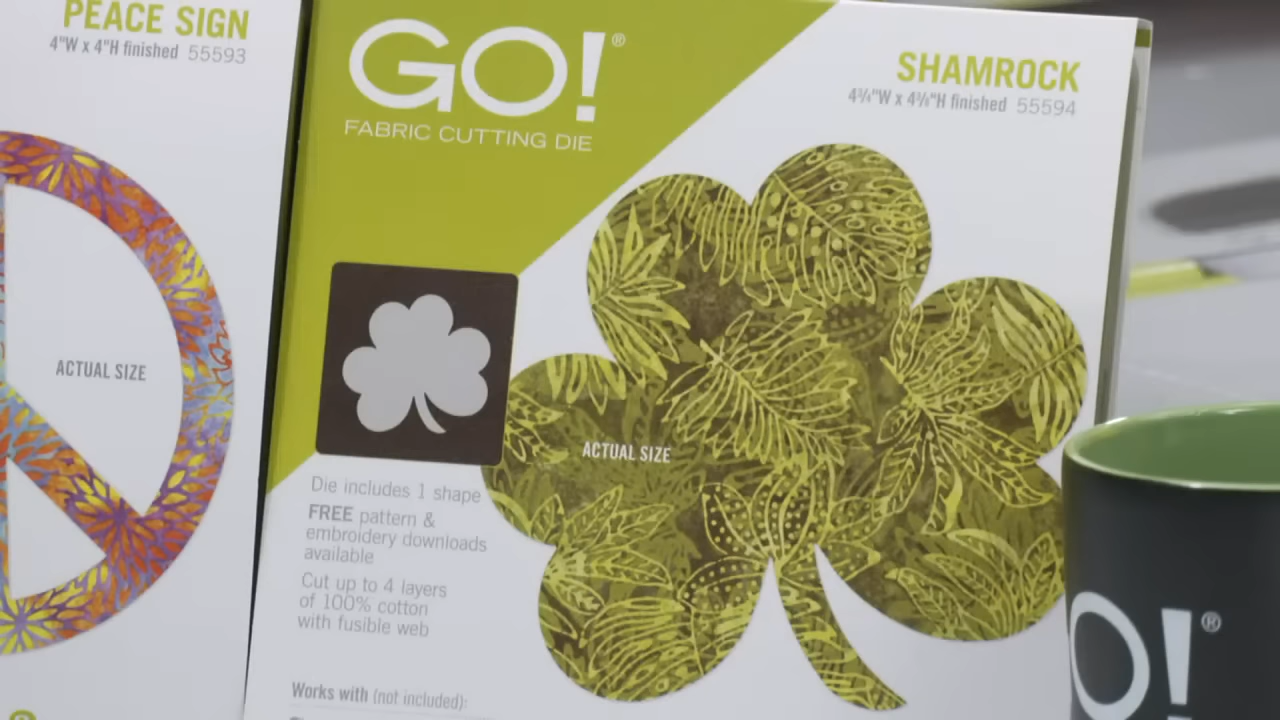 PEACE SIGN
4"W x 4"H finished 55593
ACTUAL SIZE
GO!®
FABRIC CUTTING DIE
SHAMROCK
4¾"W x 4⅜"H finished 55594
ACTUAL SIZE
Die includes 1 shape
FREE pattern &
embroidery downloads
available
Cut up to 4 layers
of 100% cotton
with fusible web
Works with (not included):
O!®